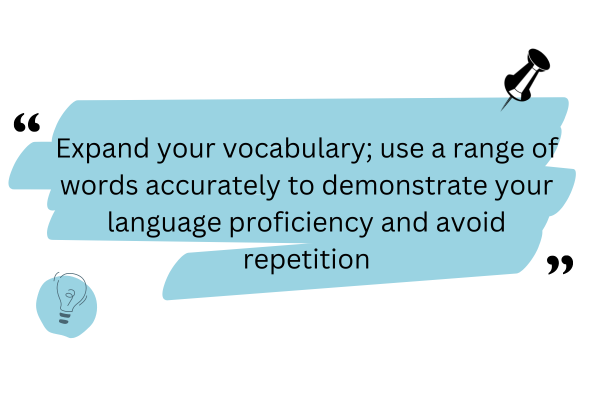 “
Expand your vocabulary; use a range of
words accurately to demonstrate your
language proficiency and avoid
repetition
”